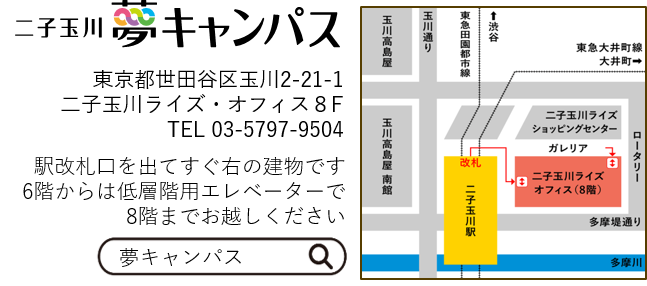 二子玉川 夢キャンパス
東京都世田谷区玉川2-21-1
二子玉川ライズ・オフィス８F
TEL 03-5797-9504
駅改札口を出てすぐ右の建物です
6階からは低層階用エレベーターで
8階までお越しください
夢キャンパス
玉川高島屋
玉川通り
東急田園都市線
↑渋谷
東急大井町線
大井町➡
玉川高島屋 南館
二子玉川ライズ
ショッピングセンター
ガレリア
ロータリー
改札
二子玉川駅
二子玉川ライズ
オフィス(8階)
多摩堤通り
多摩川